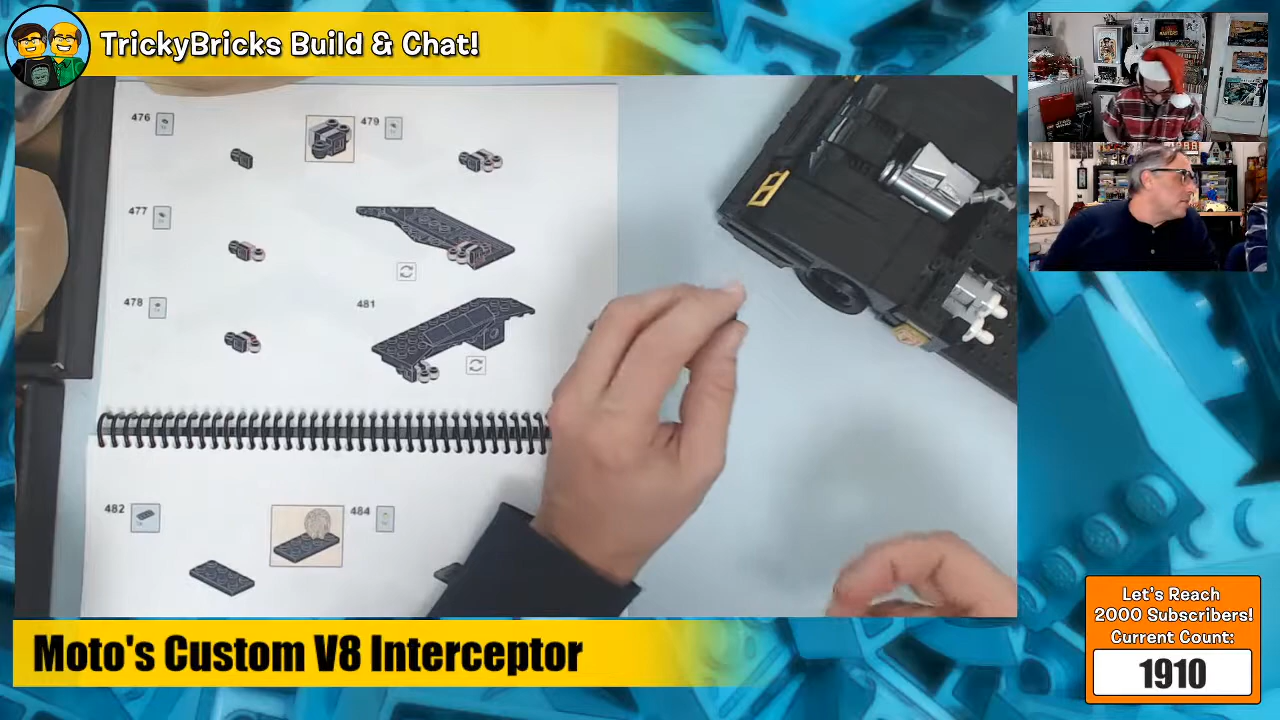 TrickyBricks Build & Chat!
476
479
477
478
481
482
484
Moto's Custom V8 Interceptor
Let's Reach
2000 Subscribers!
Current Count:
1910